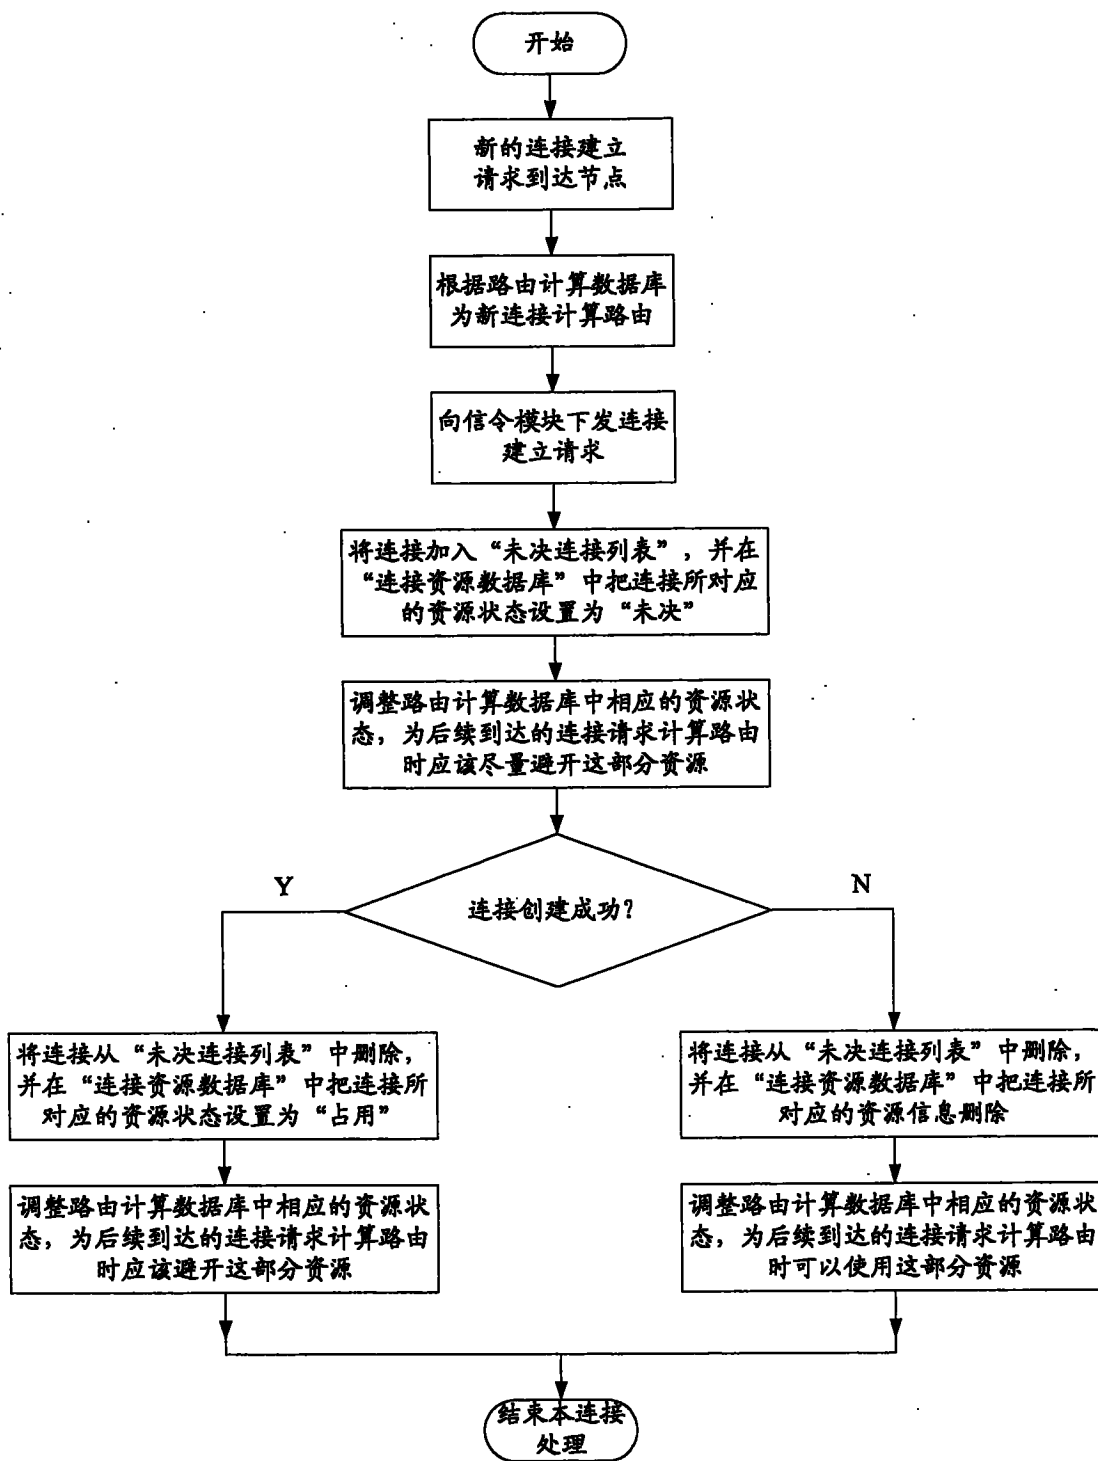 开始
新的连接建立
请求到达节点
根据路由计算数据库
为新连接计算路由
向信令模块下发连接
建立请求
将连接加入“未决连接列表”，并在
“连接资源数据库”中把连接所对应
的资源状态设置为“未决”
调整路由计算数据库中相应的资源状
态，为后续到达的连接请求计算路由
时应该尽量避开这部分资源
连接创建成功？
Y
N
将连接从“未决连接列表”中删除，
并在“连接资源数据库”中把连接所
对应的资源状态设置为“占用”
将连接从“未决连接列表”中删除，
并在“连接资源数据库”中把连接所
对应的资源信息删除
调整路由计算数据库中相应的资源状
态，为后续到达的连接请求计算路由
时应该避开这部分资源
调整路由计算数据库中相应的资源状
态，为后续到达的连接请求计算路由
时可以使用这部分资源
结束本连接
处理